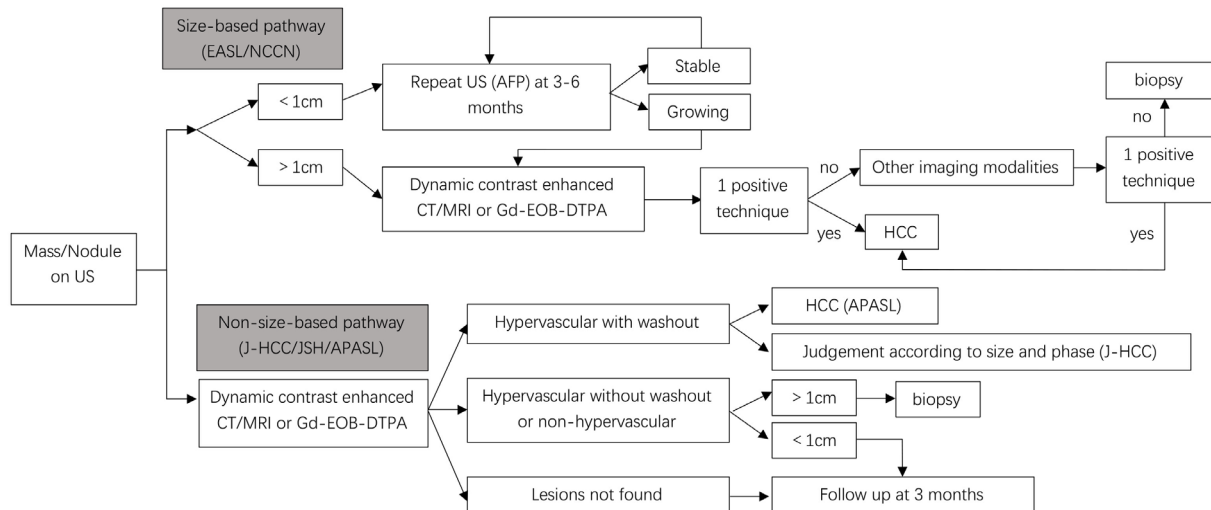 Size-based pathway
(EASL/NCCN)
< 1cm
Repeat US (AFP) at 3-6
months
Stable
Growing
> 1cm
Dynamic contrast enhanced
CT/MRI or Gd-EOB-DTPA
1 positive
technique
no
yes
Other imaging modalities
HCC
1 positive
technique
no
biopsy
yes
Mass/Nodule
on US
Non-size-based pathway
(J-HCC/JSH/APASL)
Dynamic contrast enhanced
CT/MRI or Gd-EOB-DTPA
Hypervascular with washout
HCC (APASL)
Judgement according to size and phase (J-HCC)
Hypervascular without washout
or non-hypervascular
> 1cm
biopsy
< 1cm
Lesions not found
Follow up at 3 months